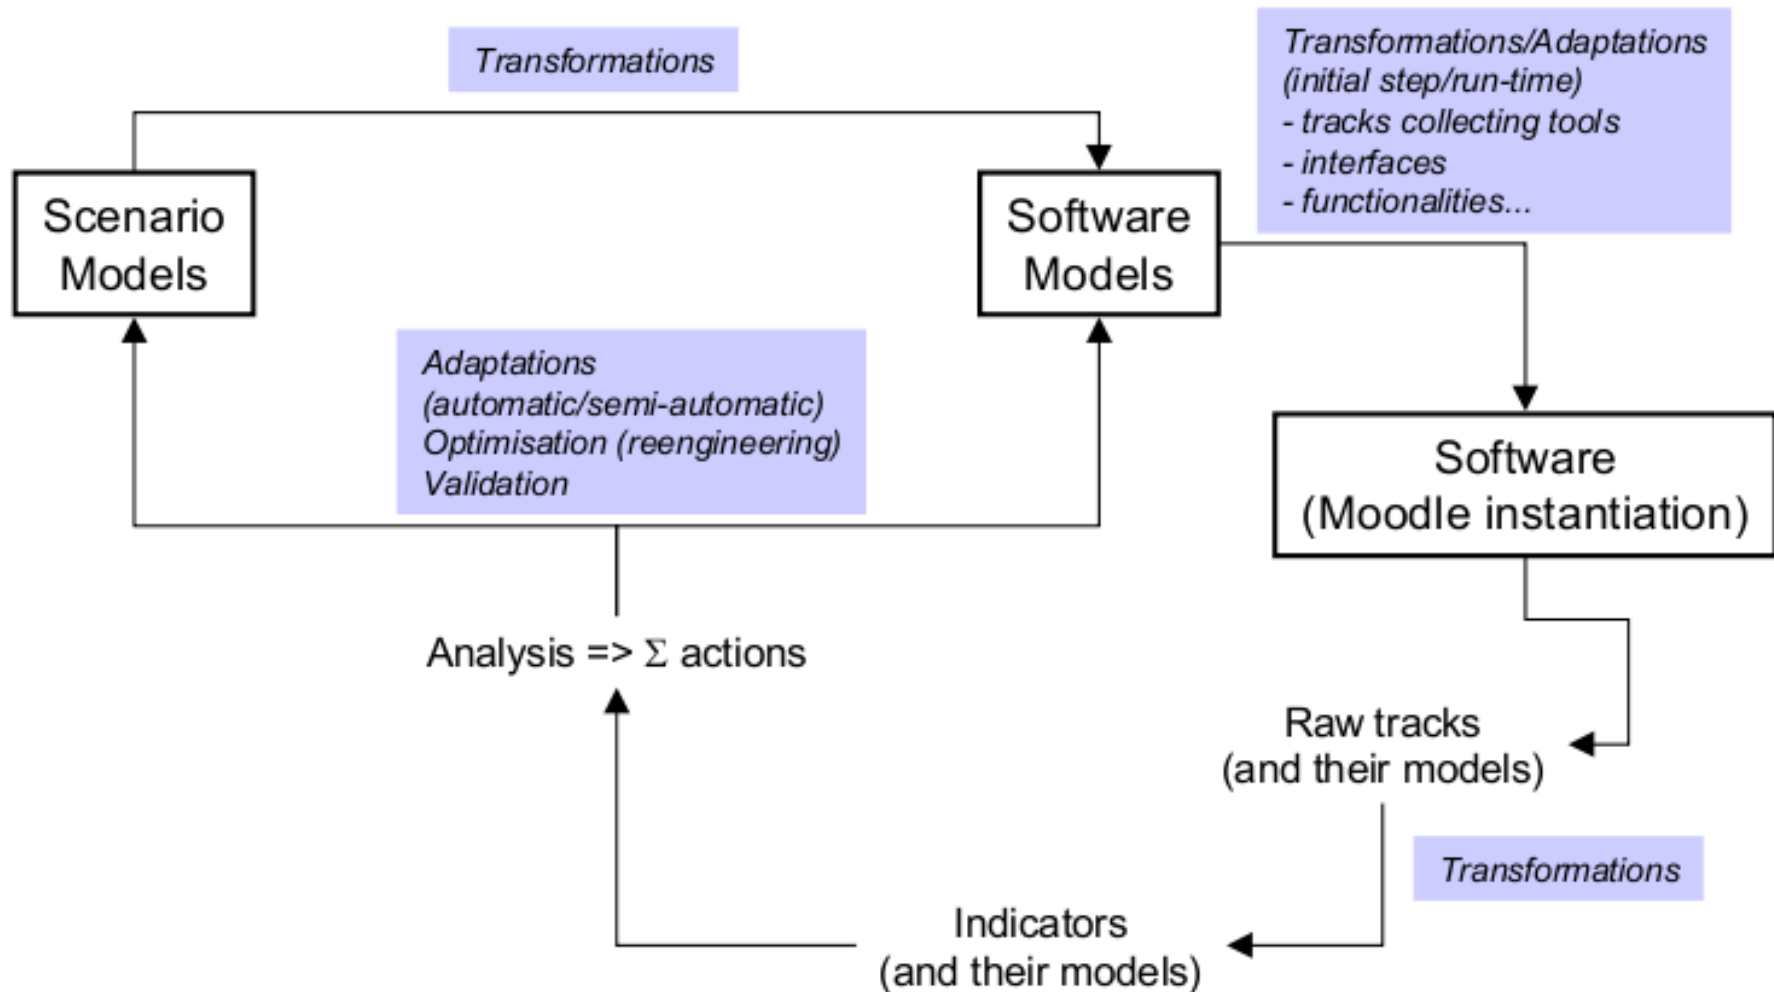 Transformations
Transformations/Adaptations
(initial step/run-time)
- tracks collecting tools
- interfaces
- functionalities...
Scenario
Models
Software
Models
Adaptations
(automatic/semi-automatic)
Optimisation (reengineering)
Validation
Software
(Moodle instantiation)
Analysis => Σ actions
Raw tracks
(and their models)
Transformations
Indicators
(and their models)